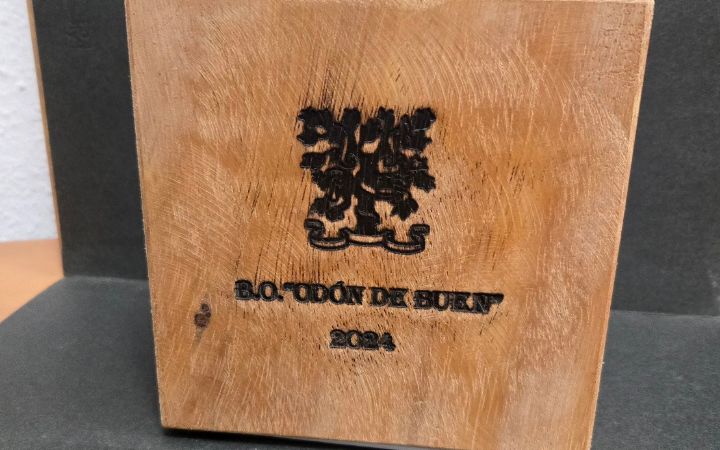 B.O. "ODÓN DE BUEN"
2024